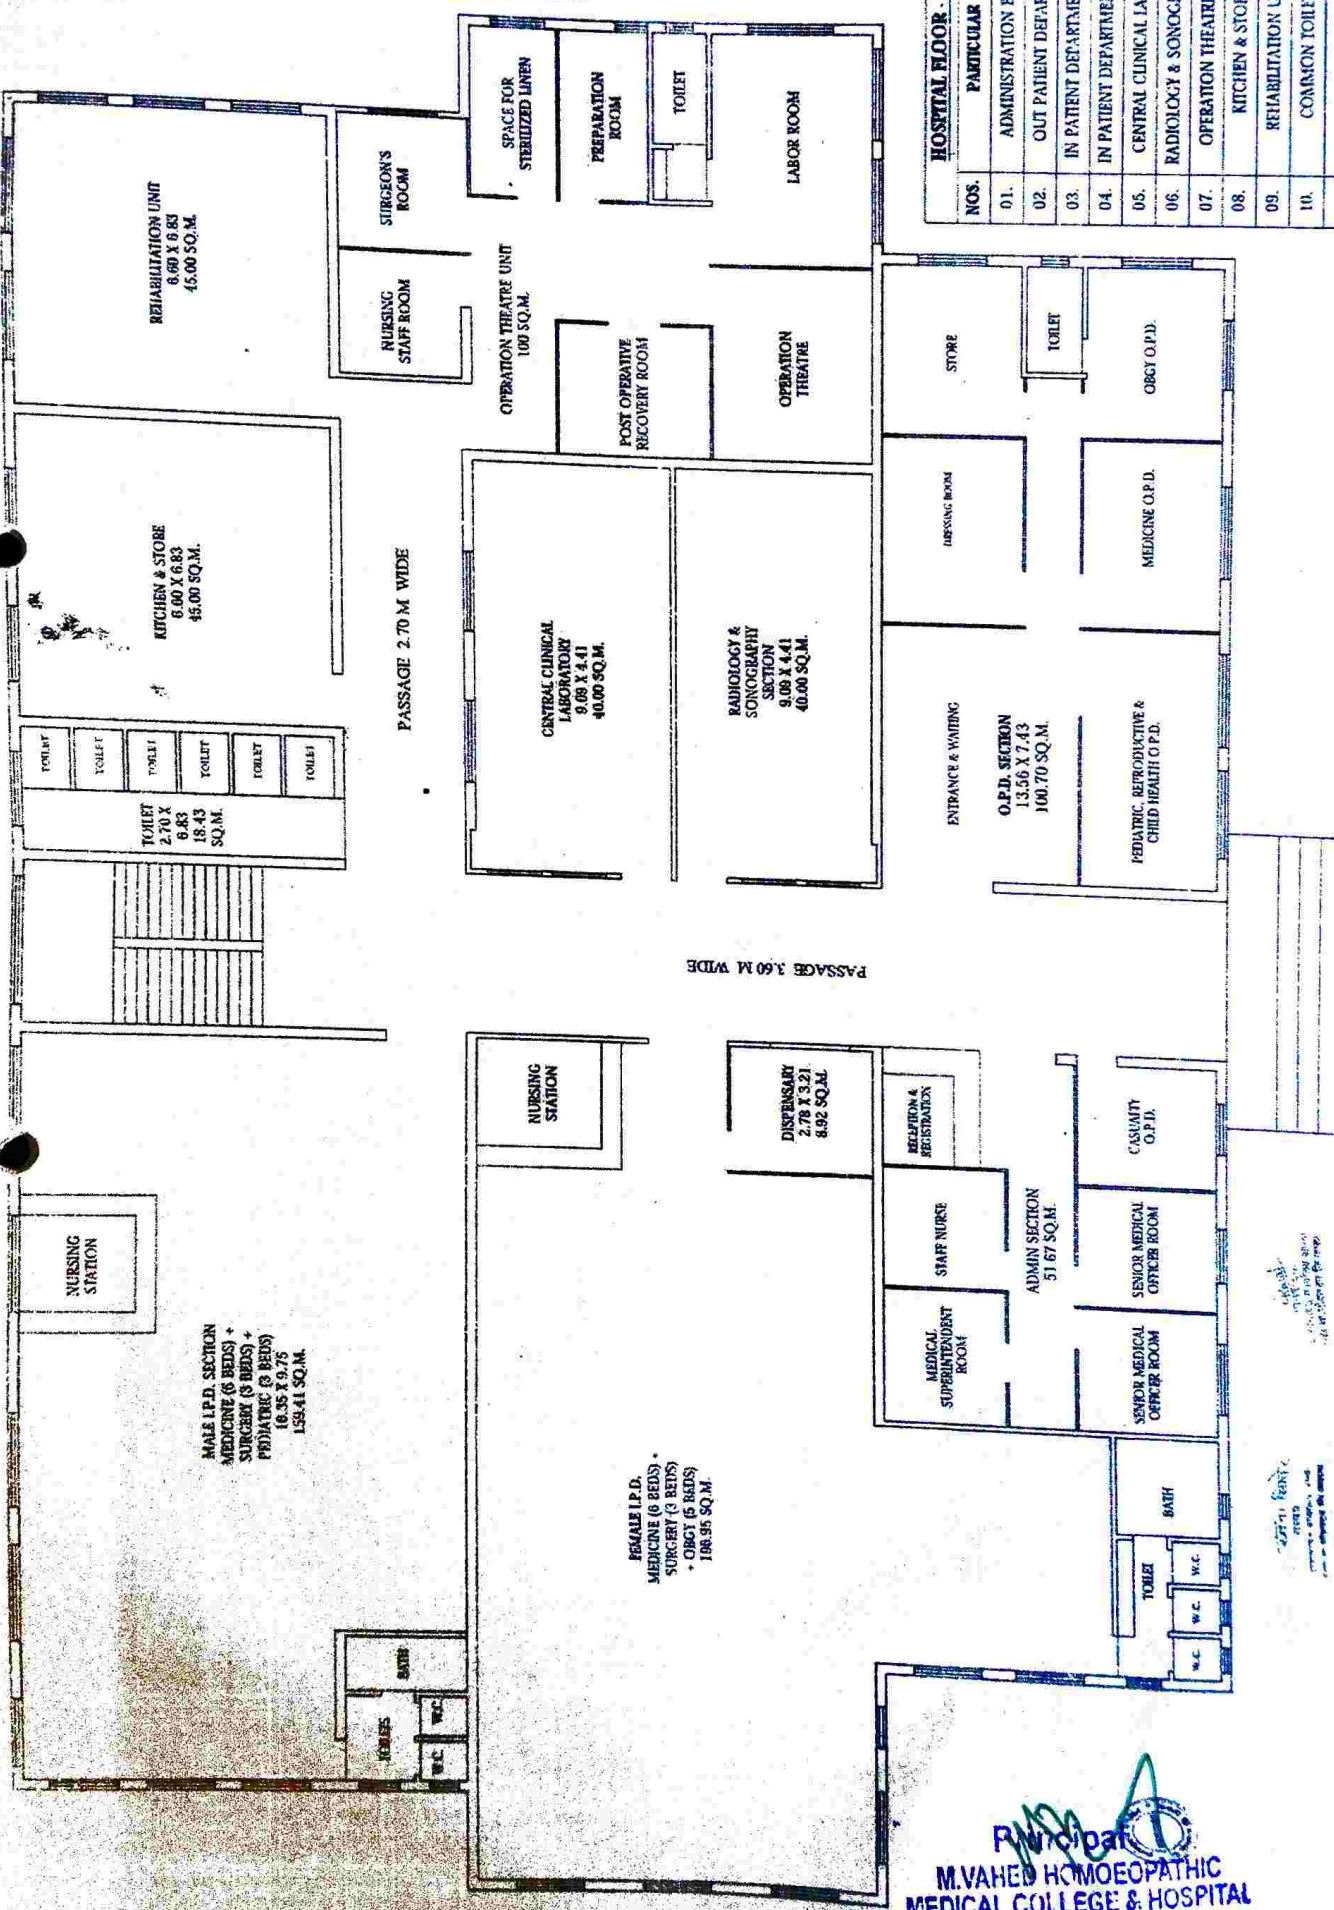 REHABILITATION UNIT
6.60 X 6.83
45.00 SQ.M.
KITCHEN & STORE
6.60 X 6.83
45.00 SQ.M.
TOILET
TOILET
TOILET
TOILET
TOILET
TOILET
TOILET
2.70 X
6.83
18.43
SQ.M.
NURSING
STATION
MALE I.P.D. SECTION
MEDICINE (6 BEDS) +
SURGERY (3 BEDS) +
PEDIATRIC (3 BEDS)
16.35 X 9.75
159.41 SQ.M.
TOILETS
BATH
W.C.
W.C.
SURGEON'S
ROOM
NURSING
STAFF ROOM
PASSAGE 2.70 M WIDE
SPACE FOR
STERILIZED LINEN
PREPARATION
ROOM
TOILET
LABOR ROOM
OPERATION THEATRE UNIT
100 SQ.M.
POST OPERATIVE
RECOVERY ROOM
OPERATION
THEATRE
CENTRAL CLINICAL
LABORATORY
9.09 X 4.41
40.00 SQ.M.
RADIOLOGY &
SONOGRAPHY
SECTION
9.09 X 4.41
40.00 SQ.M.
PASSAGE 3.60 M WIDE
NURSING
STATION
DISPENSARY
2.78 X 3.21
8.92 SQ.M.
FEMALE I.P.D.
MEDICINE (6 BEDS) +
SURGERY (3 BEDS)
+ OBGY (5 BEDS)
SQ.M.
STORE
TOILET
OBGY O.P.D.
DRESSING ROOM
MEDICINE O.P.D.
ENTRANCE & WAITING
O.P.D. SECTION
13.56 X 7.43
100.70 SQ.M.
PEDIATRIC, REPRODUCTIVE &
CHILD HEALTH O.P.D.
RECEPTION &
REGISTRATION
CASUALTY
O.P.D.
STAFF NURSE
ADMIN SECTION
51.67 SQ.M.
SENIOR MEDICAL
OFFICER ROOM
MEDICAL
SUPERINTENDENT
ROOM
SENIOR MEDICAL
OFFICER ROOM
BATH
TOILET
W.C.
W.C.
W.C.
HOSPITAL FLOOR
NOS. PARTICULAR
01. ADMINISTRATION
02. OUT PATIENT
03. IN PATIENT
04. IN PATIENT
05. CENTRAL CLINICAL
06. RADIOLOGY &
07. OPERATION THEATRE
08. KITCHEN &
09. REHABILITATION
10. COMMON TOILET
Principal
M.VAHED HOMOEOPATHIC
MEDICAL COLLEGE & HOSPITAL